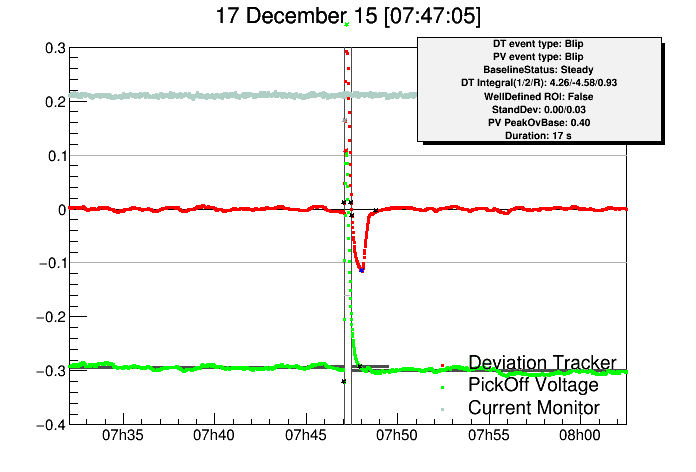 17 December 15 [07:47:05]
DT event type: Blip
PV event type: Blip
BaselineStatus: Steady
DT Integral(1/2/R): 4.26/-4.58/0.93
WellDefined ROI: False
StandDev: 0.00/0.03
PV PeakOvBase: 0.40
Duration: 17 s
0.3
0.2
0.1
0
−0.1
−0.2
−0.3
−0.4
Deviation Tracker
PickOff Voltage
Current Monitor
07h35 07h40 07h45 07h50 07h55 08h00